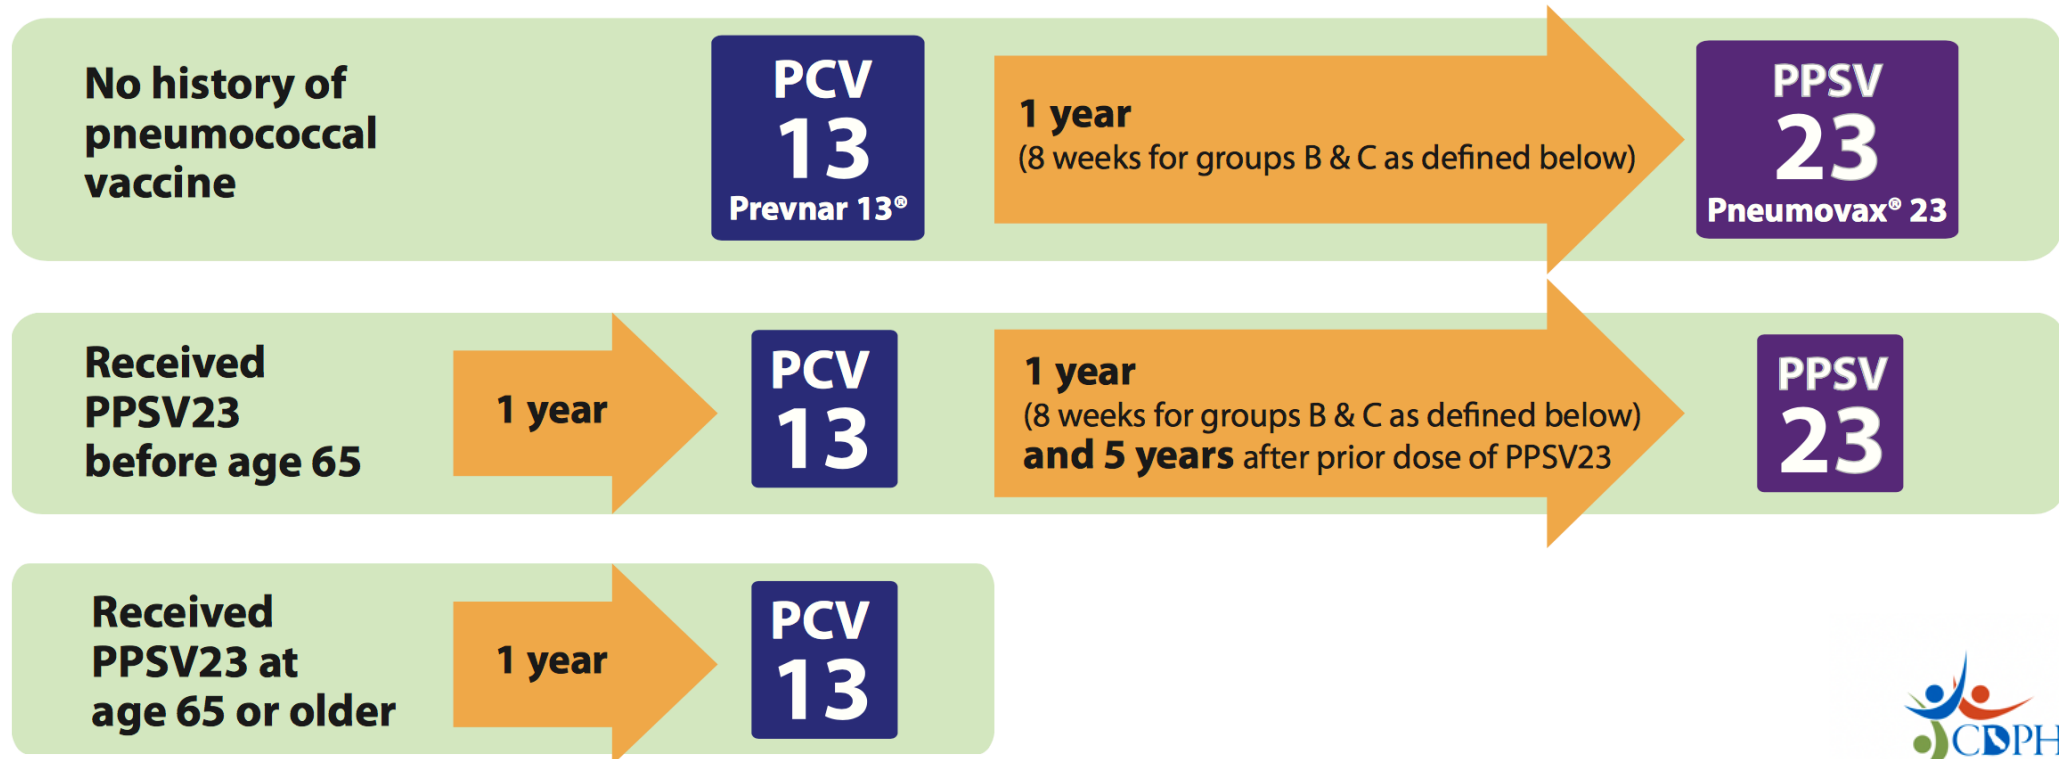 No history of
pneumococcal
vaccine
PCV
13
Prevnar 13®
1 year
(8 weeks for groups B & C as defined below)
PPSV
23
Pneumovax® 23
Received
PPSV23
before age 65
1 year
PCV
13
1 year
(8 weeks for groups B & C as defined below)
and 5 years after prior dose of PPSV23
PPSV
23
Received
PPSV23 at
age 65 or older
1 year
PCV
13
CDPH